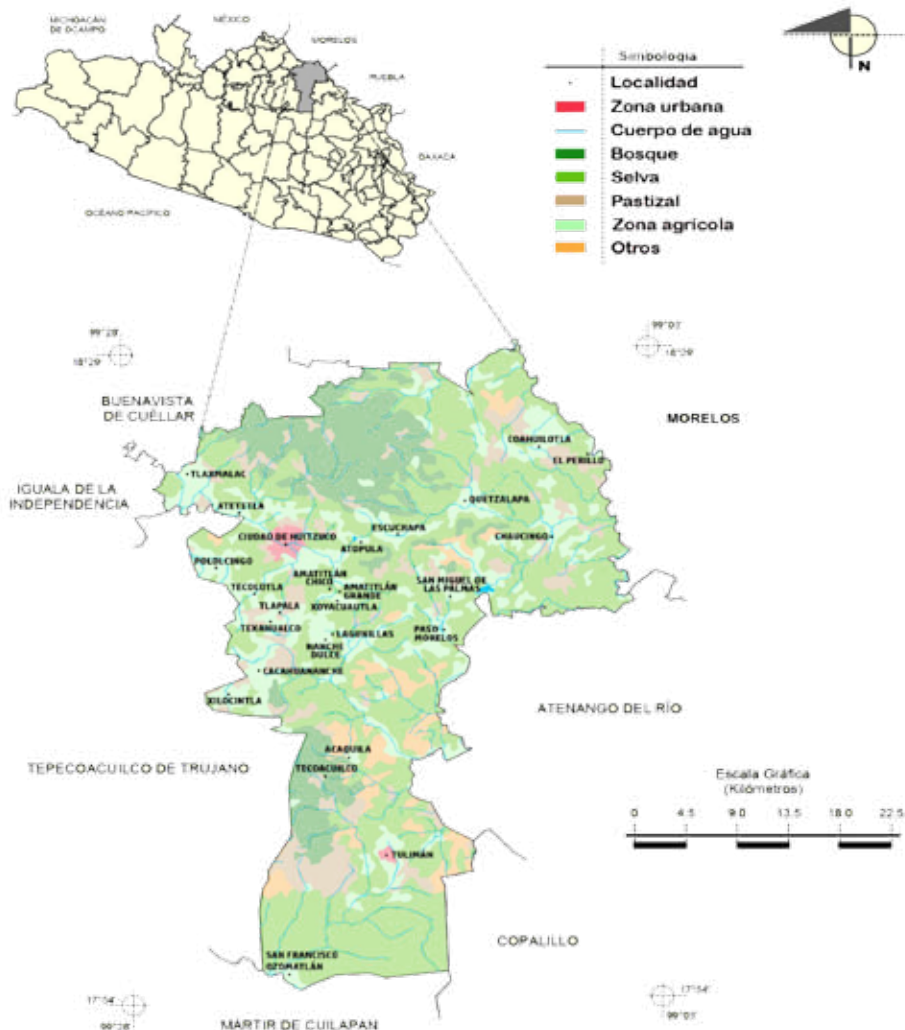 MICHOACÁN
DE OCAMPO
MÉXICO
MORELOS
PUEBLA
OAXACA
OCÉANO PACÍFICO
N
Simbología
Localidad
Zona urbana
Cuerpo de agua
Bosque
Selva
Pastizal
Zona agrícola
Otros
99°28'
18°29'
99°03'
18°29'
BUENAVISTA
DE CUÉLLAR
MORELOS
IGUALA DE LA
INDEPENDENCIA
COAHUILOTLA
EL PERILLO
TLAXMALAC
QUETZALAPA
ATETETLA
ESCUCHAPA
CIUDAD DE HUITZUCO
ATOPULA
CHAUCINGO
POLOLCINGO
AMATITLÁN
CHICO
AMATITLÁN
GRANDE
SAN MIGUEL DE
LAS PALMAS
TECOLOTLA
XOYACUAUTLA
TLAPALA
TEXAHUALCO
LAGUNILLAS
PASO
MORELOS
NANCHE
DULCE
CACAHUANANCHE
XILOCINTLA
ATENANGO DEL RÍO
TEPECOACUILCO DE TRUJANO
ACAQUILA
TECOACUILCO
Escala Gráfica
(Kilómetros)
0 4.5 9.0 13.5 18.0 22.5
TULIMÁN
COPALILLO
SAN FRANCISCO
OZOMATLÁN
17°54'
99°28'
17°54'
99°03'
MÁRTIR DE CUILAPAN